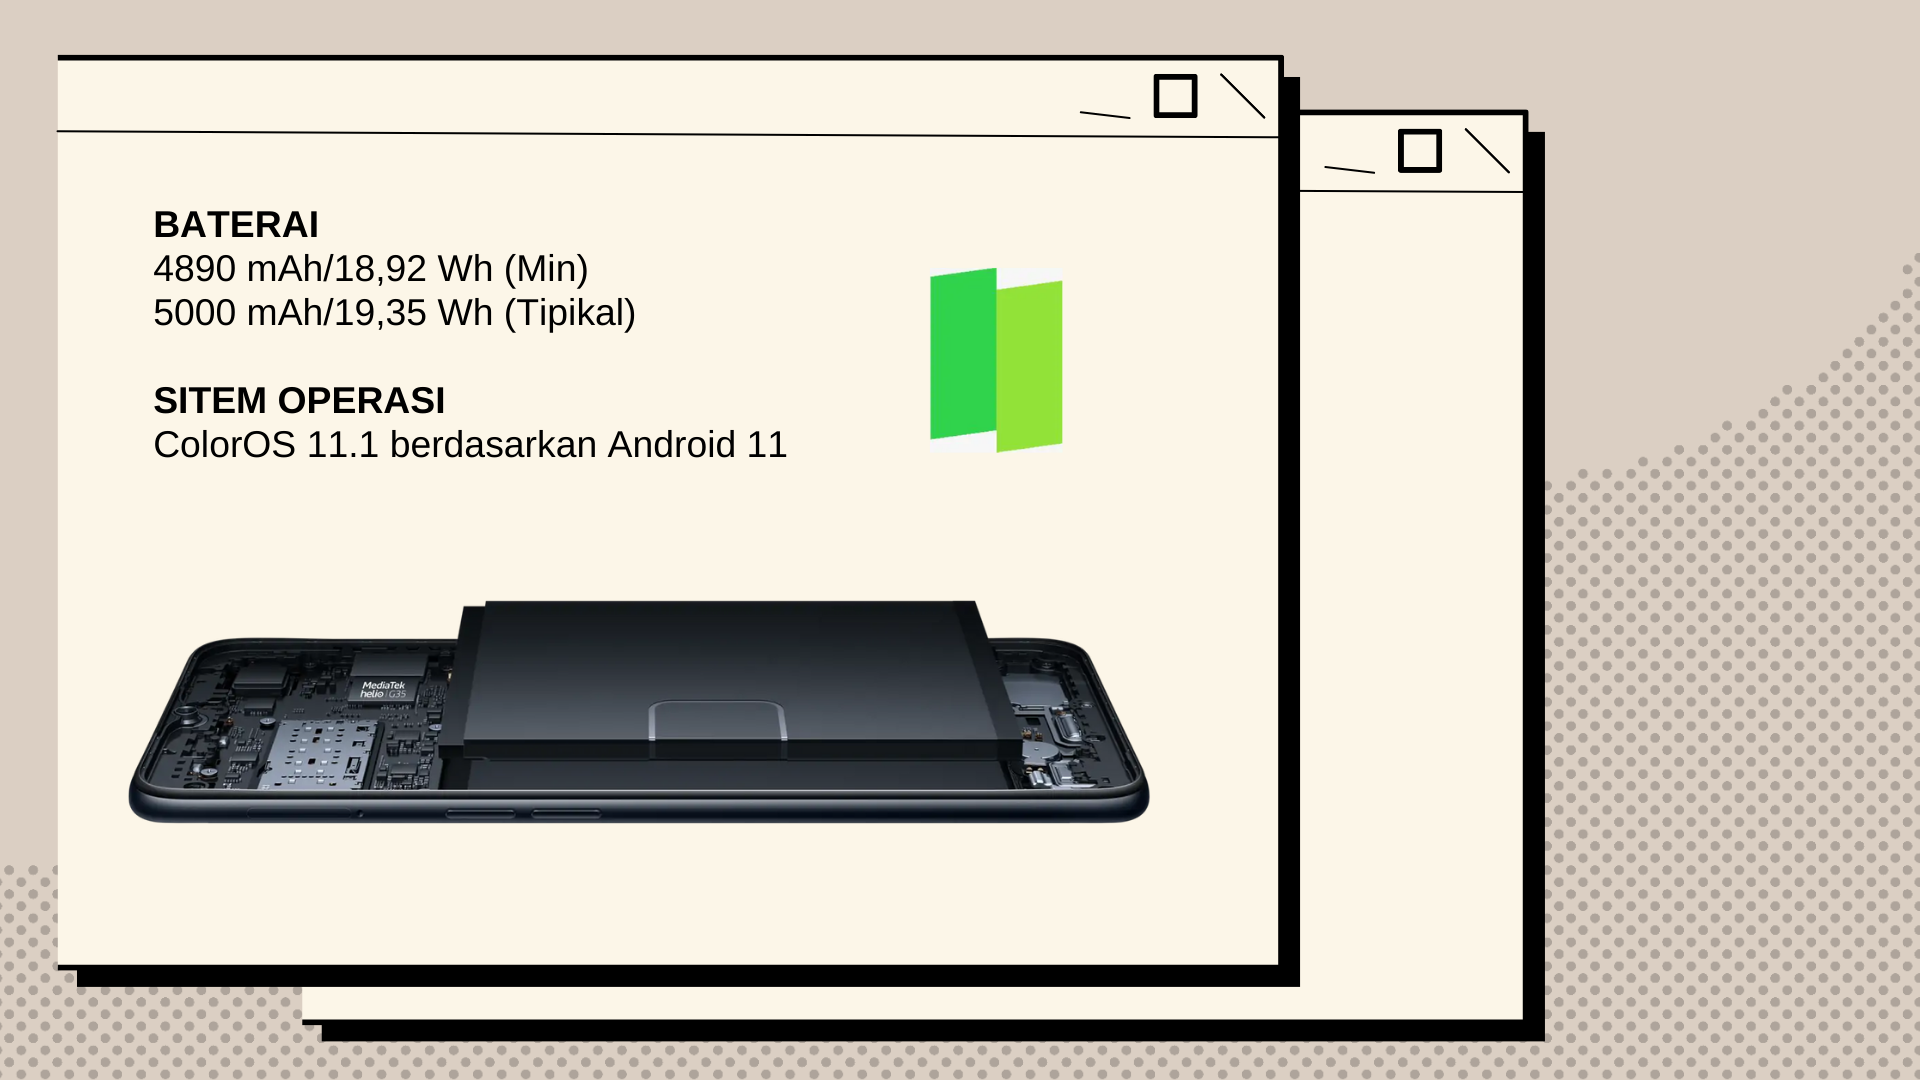 BATERAI
4890 mAh/18,92 Wh (Min)
5000 mAh/19,35 Wh (Tipikal)
SITEM OPERASI
ColorOS 11.1 berdasarkan Android 11
MediaTek
helio G35